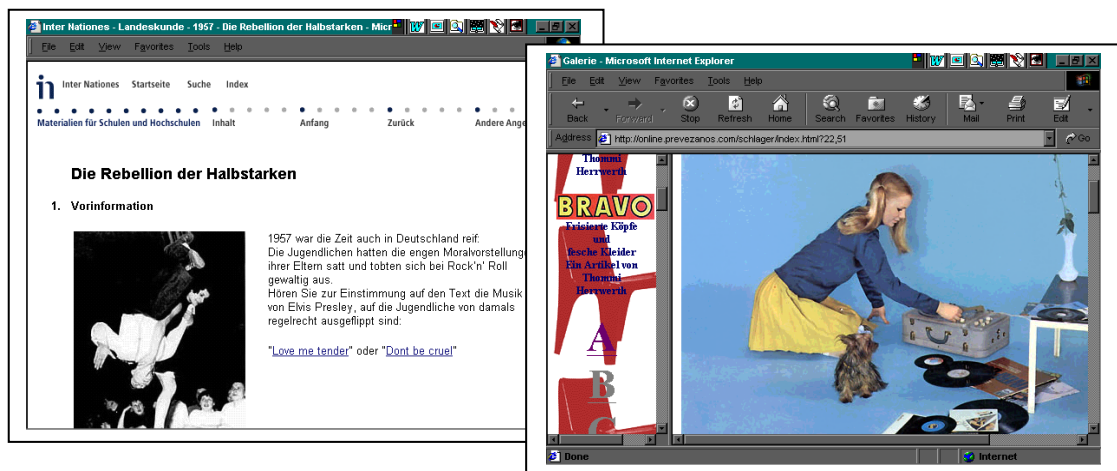 Inter Nationes - Landeskunde - 1957 - Die Rebellion der Halbstarken - Micr
File Edit View Favorites Tools Help
in Inter Nationes Startseite Suche Index
Materialien für Schulen und Hochschulen Inhalt Anfang Zurück Andere Ange
Die Rebellion der Halbstarken
1. Vorinformation
1957 war die Zeit auch in Deutschland reif:
Die Jugendlichen hatten die engen Moralvorstellung
ihrer Eltern satt und tobten sich bei Rock'n' Roll
gewaltig aus.
Hören Sie zur Einstimmung auf den Text die Musik
von Elvis Presley, auf die Jugendliche von damals
regelrecht ausgeflippt sind:
"Love me tender" oder "Dont be cruel"
Galerie - Microsoft Internet Explorer
File Edit View Favorites Tools Help
Back Forward Stop Refresh Home Search Favorites History Mail Print Edit
Address http://online.prevezanos.com/schlager/index.html?22,51 Go
Thommi
Herrwerth
BRAVO
Frisierte Köpfe
und
fesche Kleider
Ein Artikel von
Thommi
Herrwerth
A
B
C
Done Internet